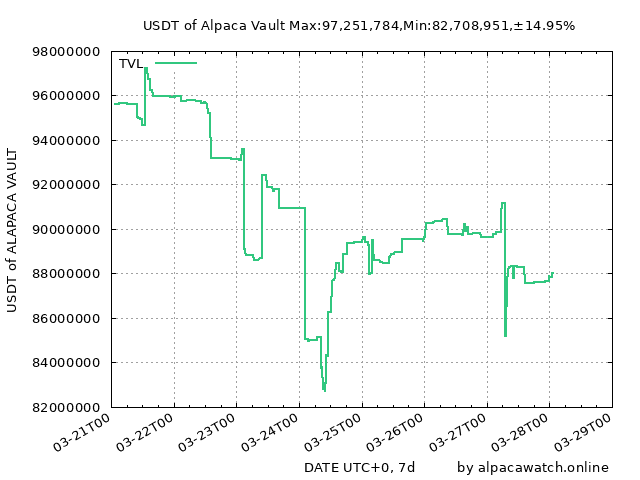 USDT of Alpaca Vault Max:97,251,784,Min:82,708,951,±14.95%
TVL
98000000
96000000
94000000
92000000
90000000
88000000
86000000
84000000
82000000
USDT of ALAPACA VAULT
03-21T00
03-22T00
03-23T00
03-24T00
03-25T00
03-26T00
03-27T00
03-28T00
03-29T00
DATE UTC+0, 7d
by alpacawatch.online